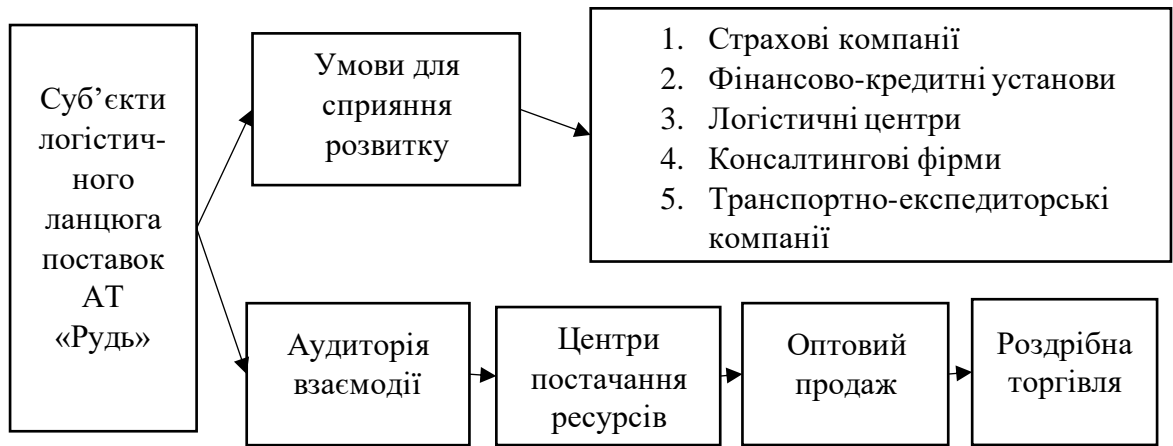 Суб’єкти
логістич-
ного
ланцюга
поставок
АТ
«Рудь»
Умови для
сприяння
розвитку
1. Страхові компанії
2. Фінансово-кредитні установи
3. Логістичні центри
4. Консалтингові фірми
5. Транспортно-експедиторські
компанії
Аудиторія
взаємодії
Центри
постачання
ресурсів
Оптовий
продаж
Роздрібна
торгівля